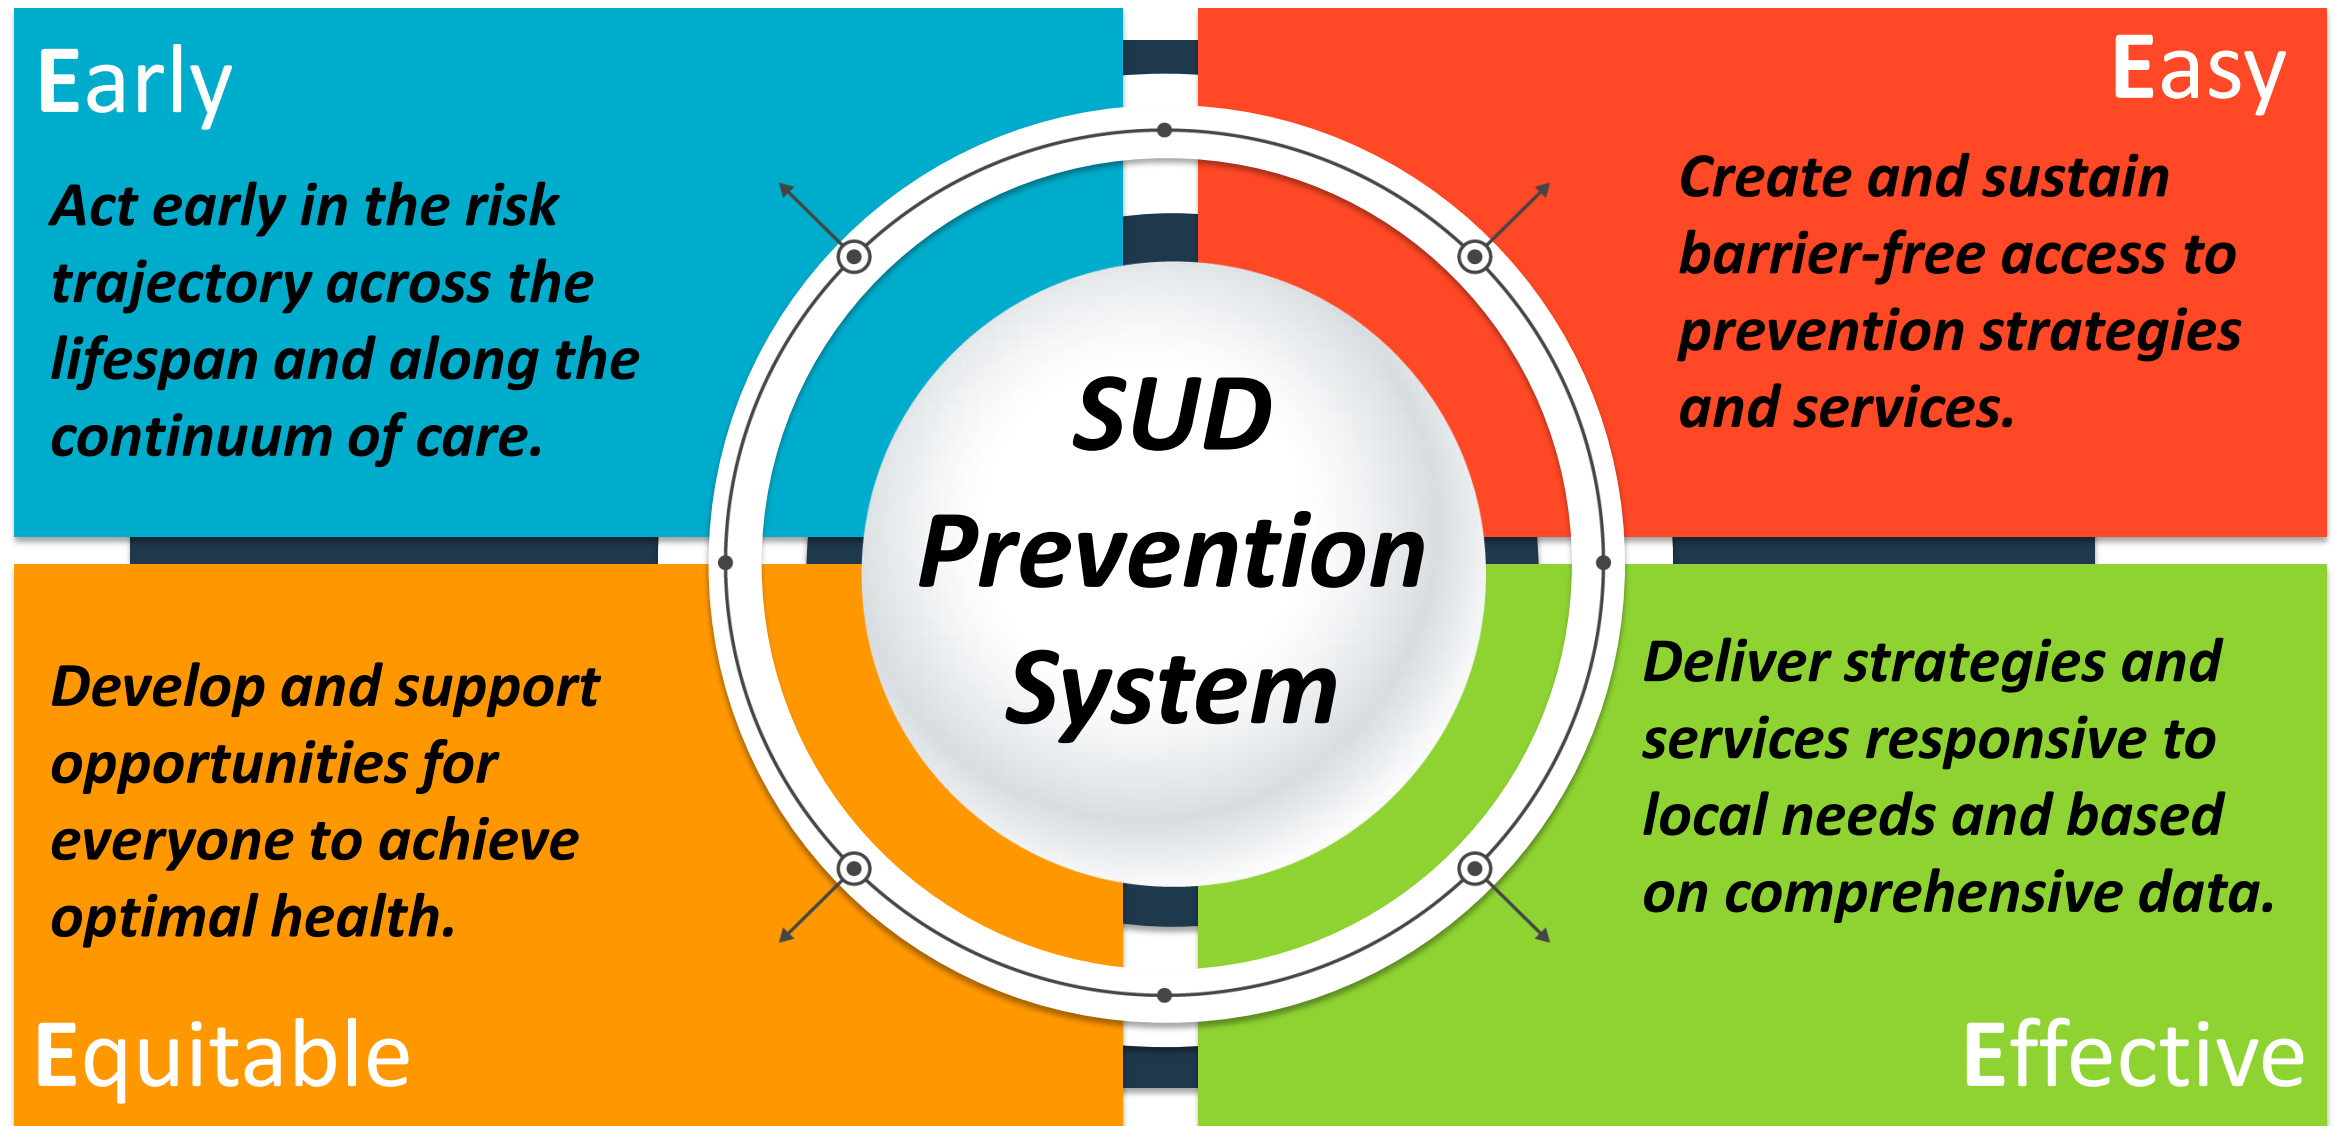 Early
Act early in the risk
trajectory across the
lifespan and along the
continuum of care.
Easy
Create and sustain
barrier-free access to
prevention strategies
and services.
SUD
Prevention
System
Develop and support
opportunities for
everyone to achieve
optimal health.
Equitable
Deliver strategies and
services responsive to
local needs and based
on comprehensive data.
Effective